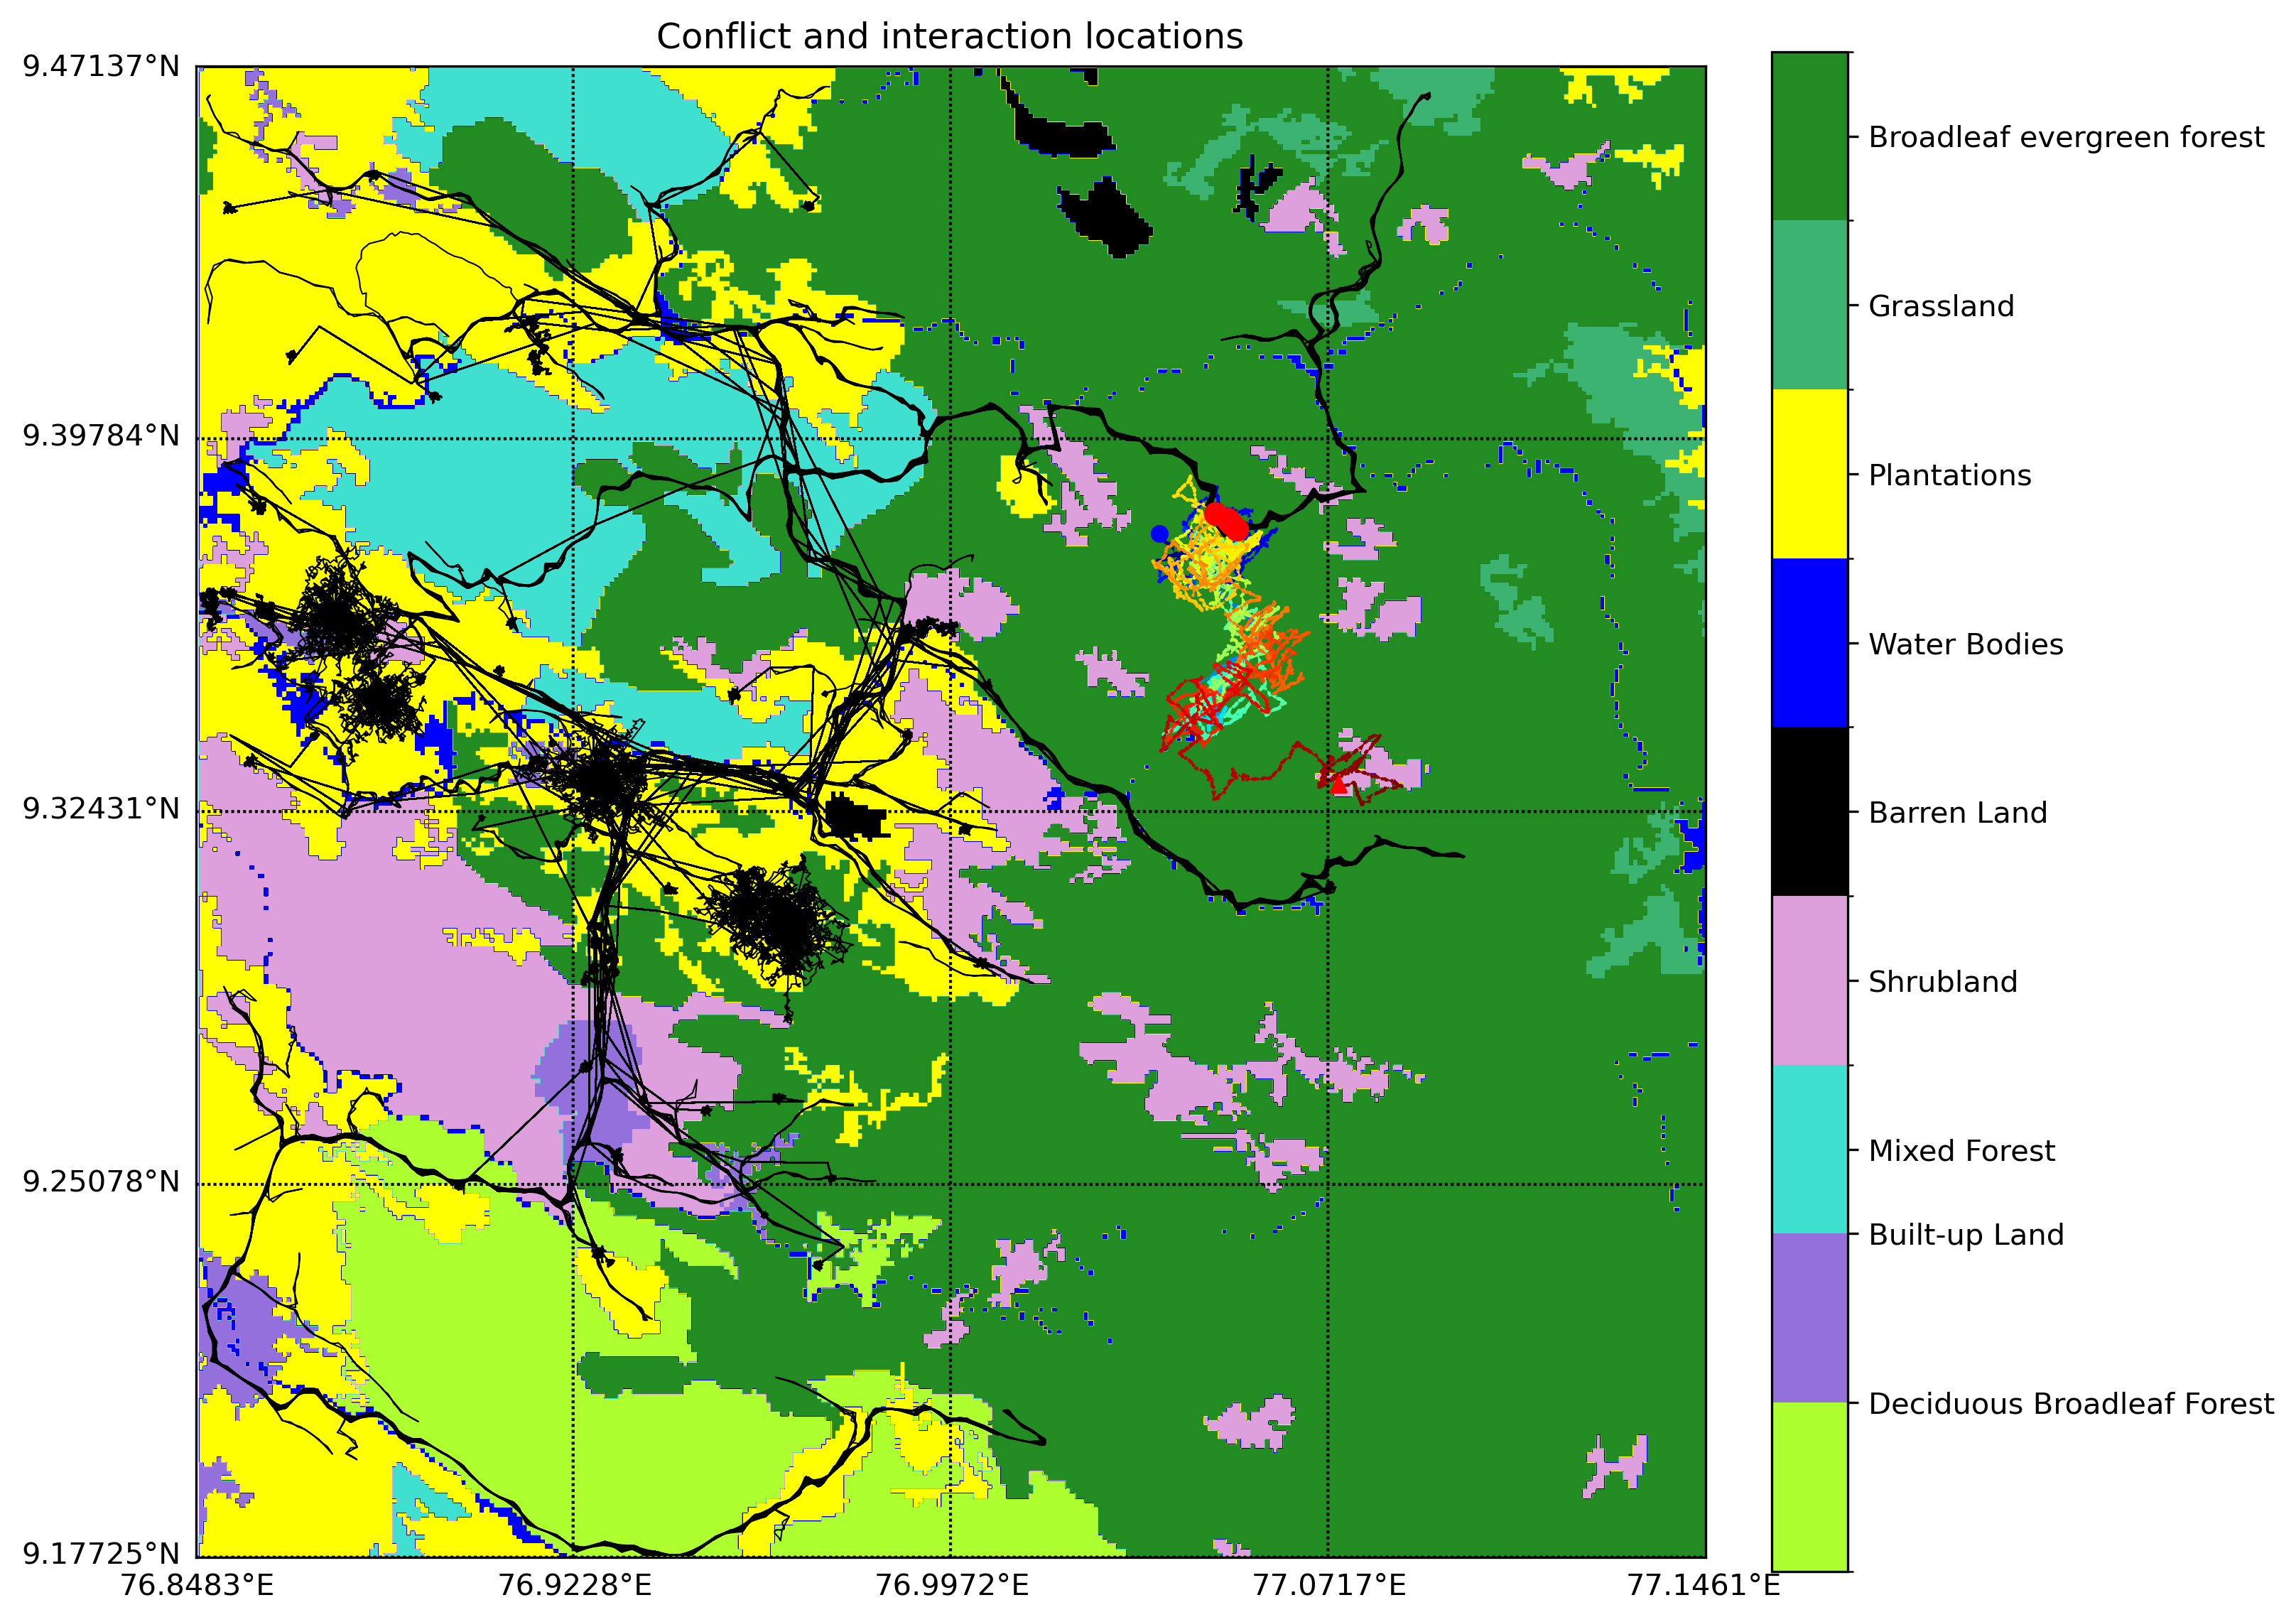 Conflict and interaction locations
9.47137°N
9.39784°N
9.32431°N
9.25078°N
9.17725°N
76.8483°E
76.9228°E
76.9972°E
77.0717°E
77.1461°E
Broadleaf evergreen forest
Grassland
Plantations
Water Bodies
Barren Land
Shrubland
Mixed Forest
Built-up Land
Deciduous Broadleaf Forest